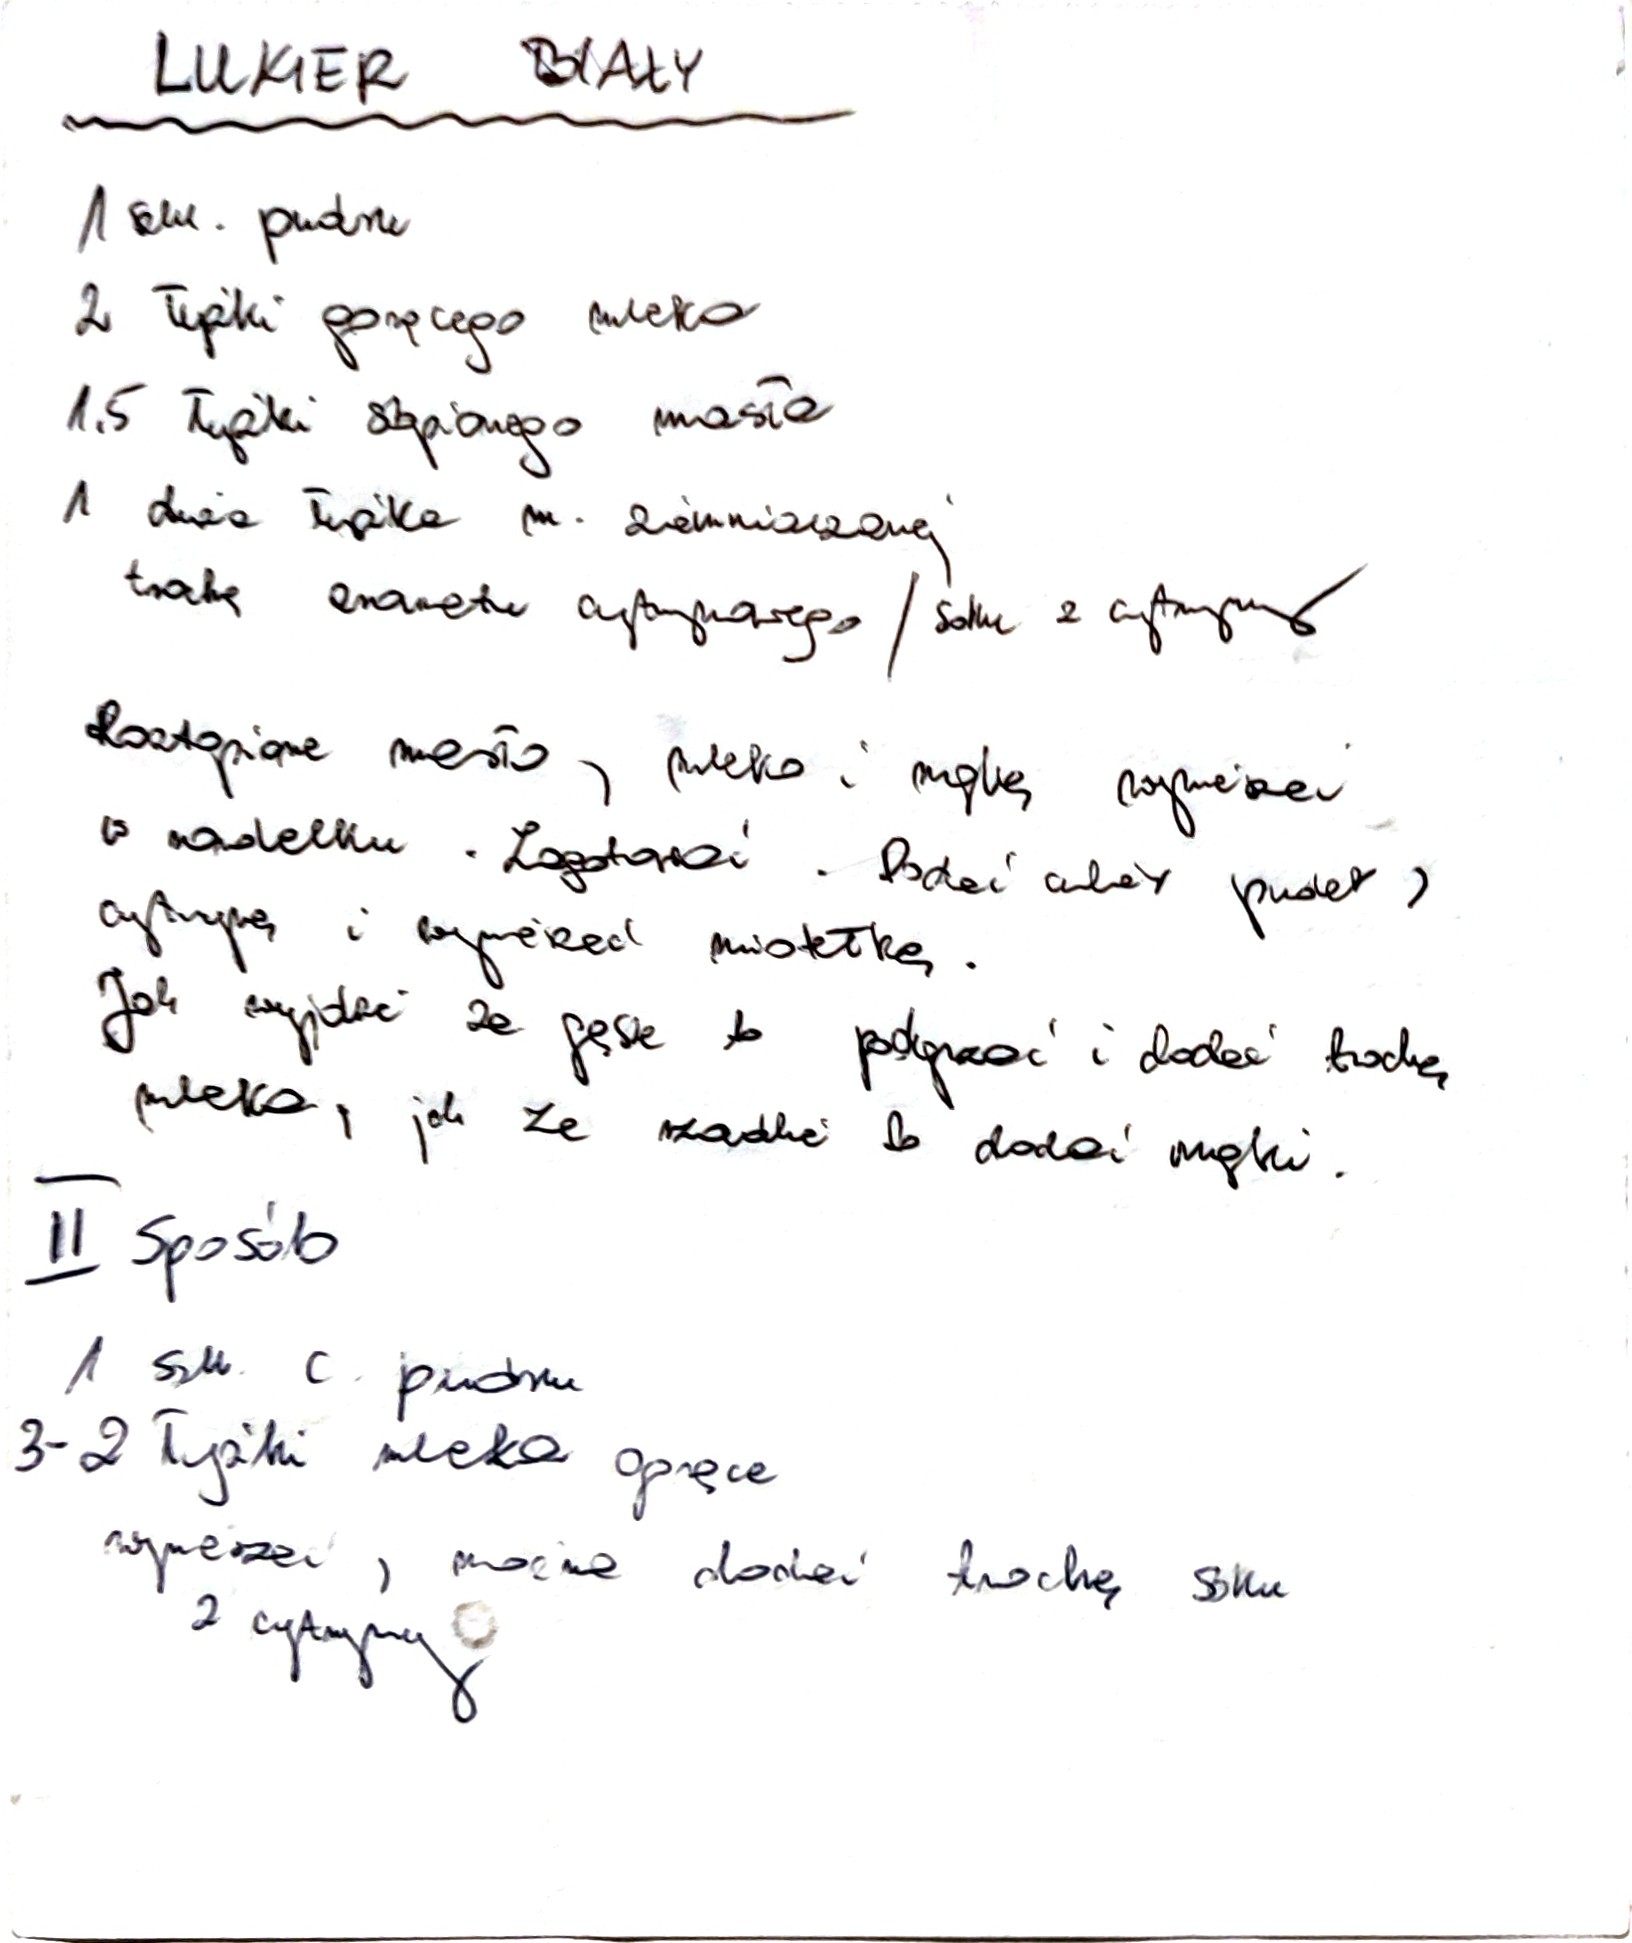 LUKIER BIAŁY
1 szk. pudru
2 łyżki gorącego mleka
1,5 łyżki stopionego masła
1 duża łyżka m. ziemniaczanej
trochę aromatu cytrynowego / soku z cytryny
Roztopione masło, mleko i mąkę wymieszać
w rondelku. Zagotować. Dodać cukier puder,
cytrynę i wymieszać miotełką.
Jak wyjdzie za gęste to podgrzać i dodać trochę
mleka, jak za rzadkie to dodać mąki.
II Sposób
1 szk. c. pudru
3-2 łyżki mleka gorące
wymieszać, można dodać trochę soku
z cytryny